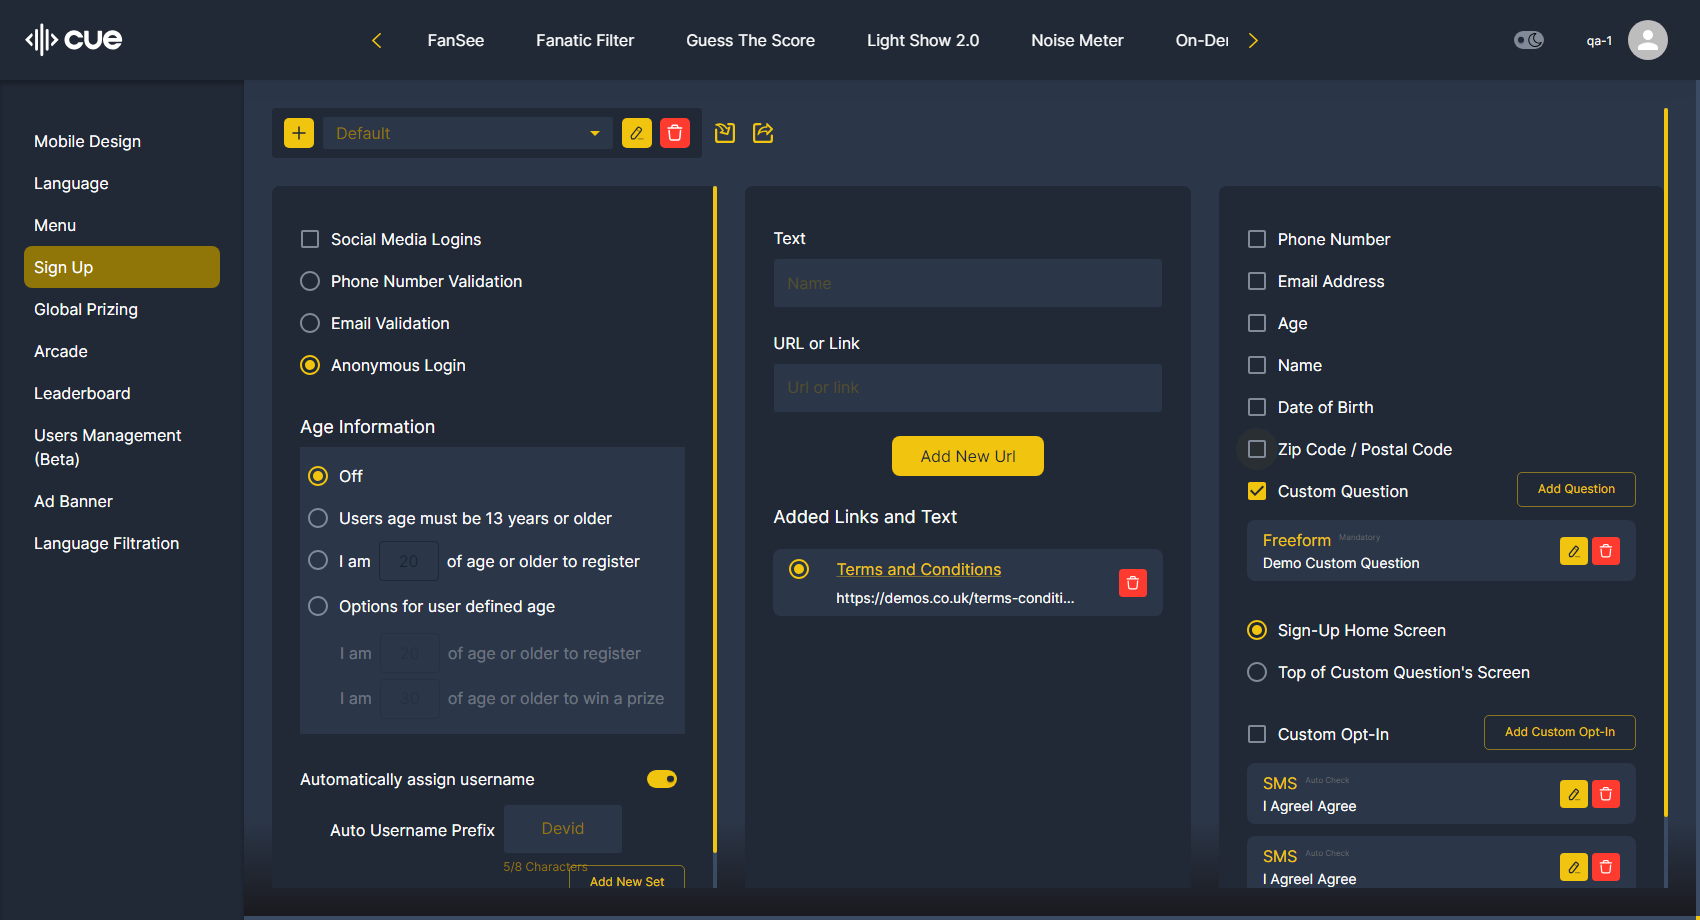 cue
FanSee
Fanatic Filter
Guess The Score
Light Show 2.0
Noise Meter
On-Der
qa-1
Mobile Design
Language
Menu
Sign Up
Global Prizing
Arcade
Leaderboard
Users Management
(Beta)
Ad Banner
Language Filtration
Default
Social Media Logins
Phone Number Validation
Email Validation
Anonymous Login
Age Information
Off
Users age must be 13 years or older
I am 20 of age or older to register
Options for user defined age
I am 20 of age or older to register
I am 30 of age or older to win a prize
Automatically assign username
Auto Username Prefix Devid
5/8 Characters
Add New Set
Text
Name
URL or Link
Url or link
Add New Url
Added Links and Text
Terms and Conditions
https://demos.co.uk/terms-conditi...
Phone Number
Email Address
Age
Name
Date of Birth
Zip Code / Postal Code
Custom Question
Add Question
Freeform Mandatory
Demo Custom Question
Sign-Up Home Screen
Top of Custom Question's Screen
Custom Opt-In
Add Custom Opt-In
SMS Auto Check
I AgreeI Agree
SMS Auto Check
I AgreeI Agree